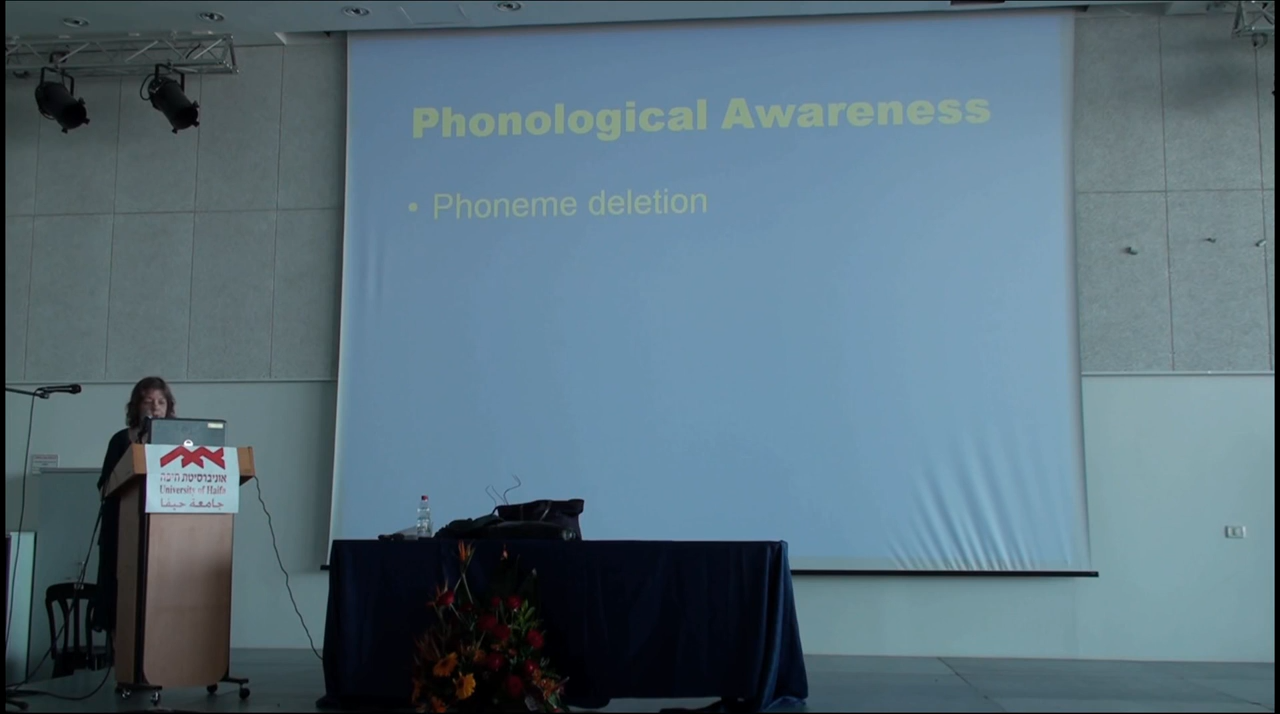 Phonological Awareness
• Phoneme deletion
אוניברסיטת חיפה
University of Haifa
جامعة حيفا